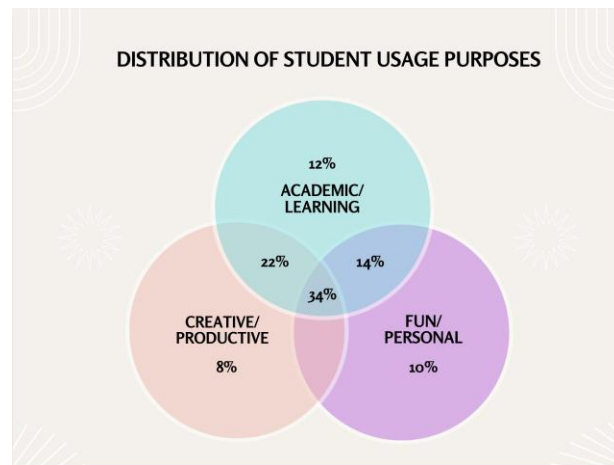 DISTRIBUTION OF STUDENT USAGE PURPOSES
12%
ACADEMIC/
LEARNING
22%
14%
34%
CREATIVE/
PRODUCTIVE
8%
FUN/
PERSONAL
10%